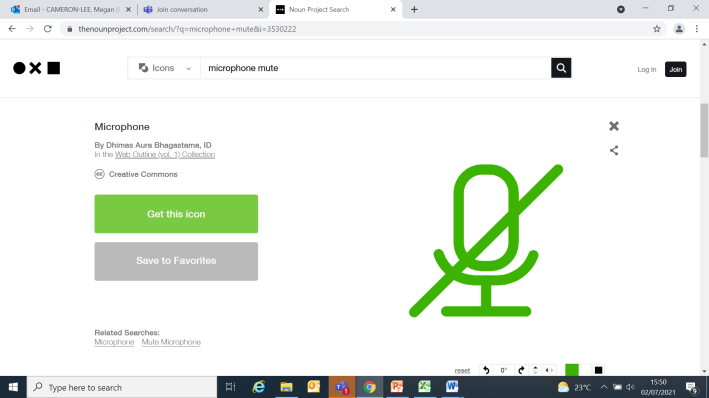 Email - CAMERON-LEE, Megan
Join conversation
Noun Project Search
thenounproject.com/search/?q=microphone+mute&i=3530222
Icons
microphone mute
Log In
Join
Microphone
By Dhimas Aura Bhagastama, ID
In the Web Outline (vol. 1) Collection
cc Creative Commons
Get this icon
Save to Favorites
Related Searches:
Microphone Mute Microphone
reset
0°
Type here to search
23°C
15:50
02/07/2021